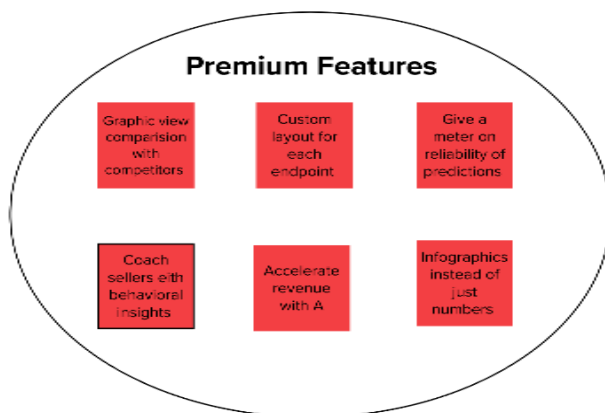 Premium Features
Graphic view
comparision
with
competitors
Custom
layout for
each
endpoint
Give a
meter on
reliability of
predictions
Coach
sellers eith
behavioral
insights
Accelerate
revenue
with A
Infographics
instead of
just
numbers